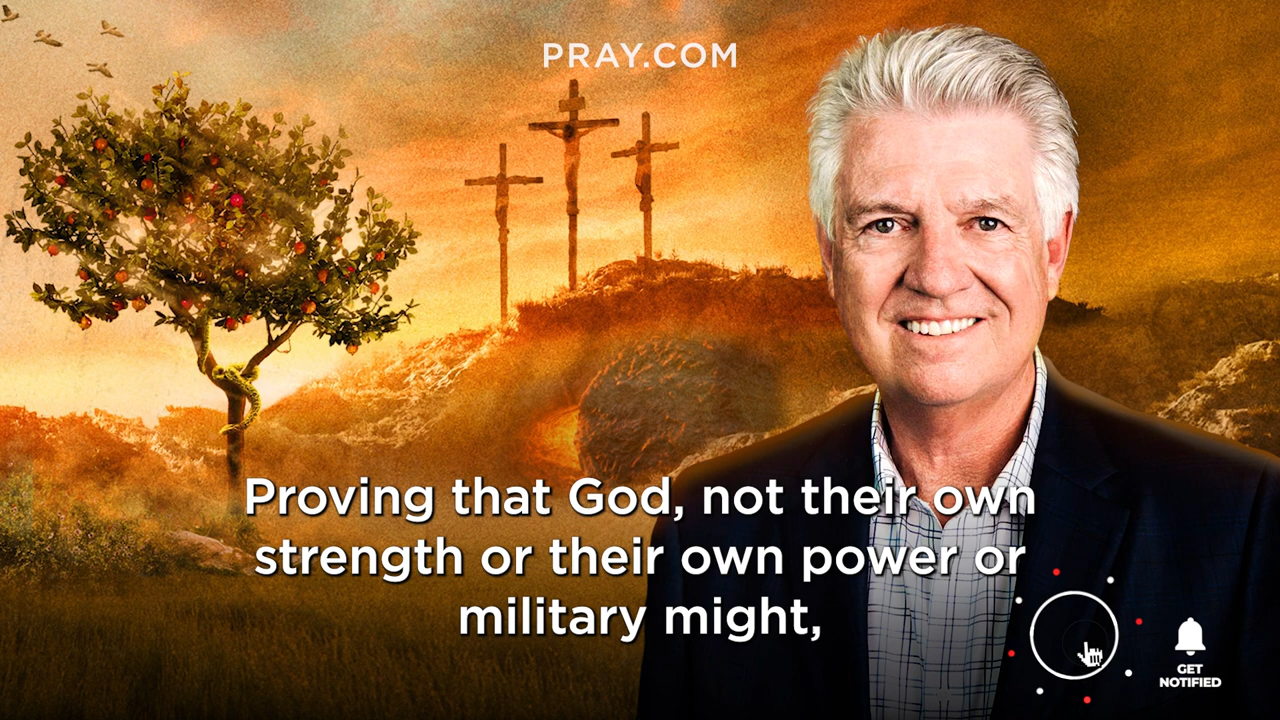 PRAY.COM
Proving that God, not their own
strength or their own power or
military might,
GET
NOTIFIED